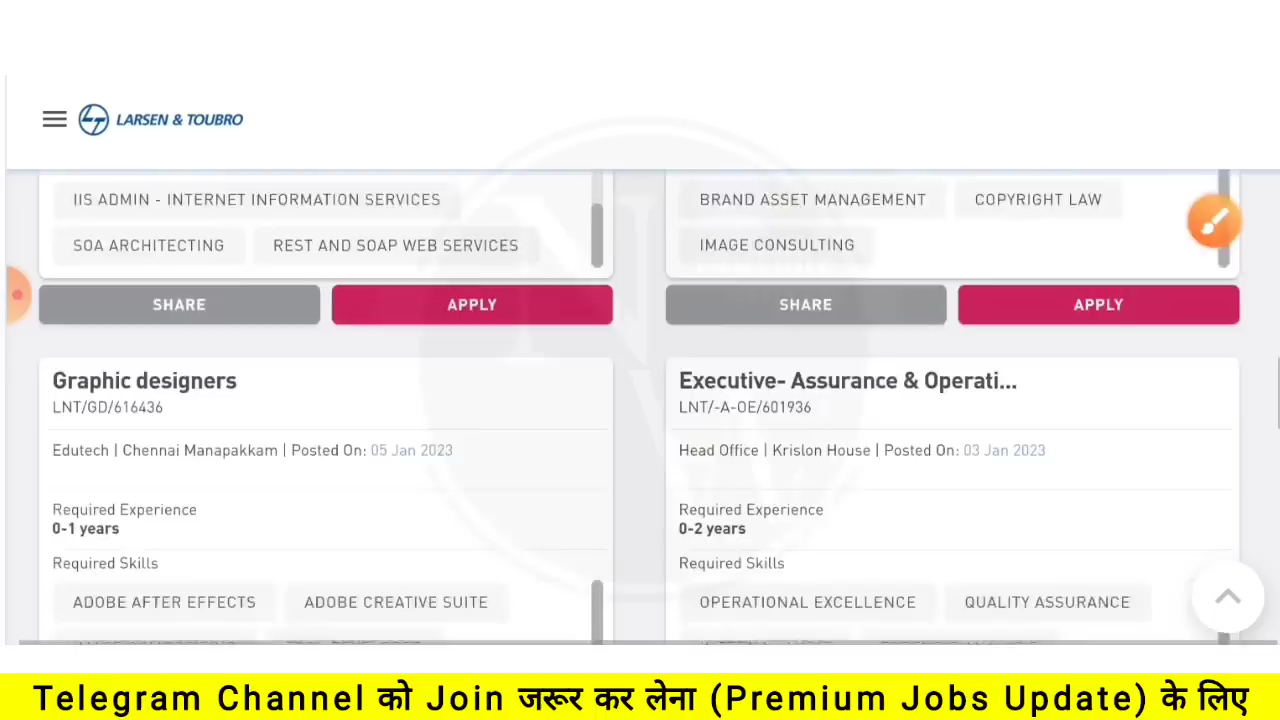 LARSEN & TOUBRO
IIS ADMIN - INTERNET INFORMATION SERVICES
SOA ARCHITECTING REST AND SOAP WEB SERVICES
SHARE APPLY
BRAND ASSET MANAGEMENT COPYRIGHT LAW
IMAGE CONSULTING
SHARE APPLY
Graphic designers
LNT/GD/616436
Edutech | Chennai Manapakkam | Posted On: 05 Jan 2023
Required Experience
0-1 years
Required Skills
ADOBE AFTER EFFECTS ADOBE CREATIVE SUITE
Executive- Assurance & Operati...
LNT/-A-OE/601936
Head Office | Krislon House | Posted On: 03 Jan 2023
Required Experience
0-2 years
Required Skills
OPERATIONAL EXCELLENCE QUALITY ASSURANCE
Telegram Channel को Join जरूर कर लेना (Premium Jobs Update) के लिए